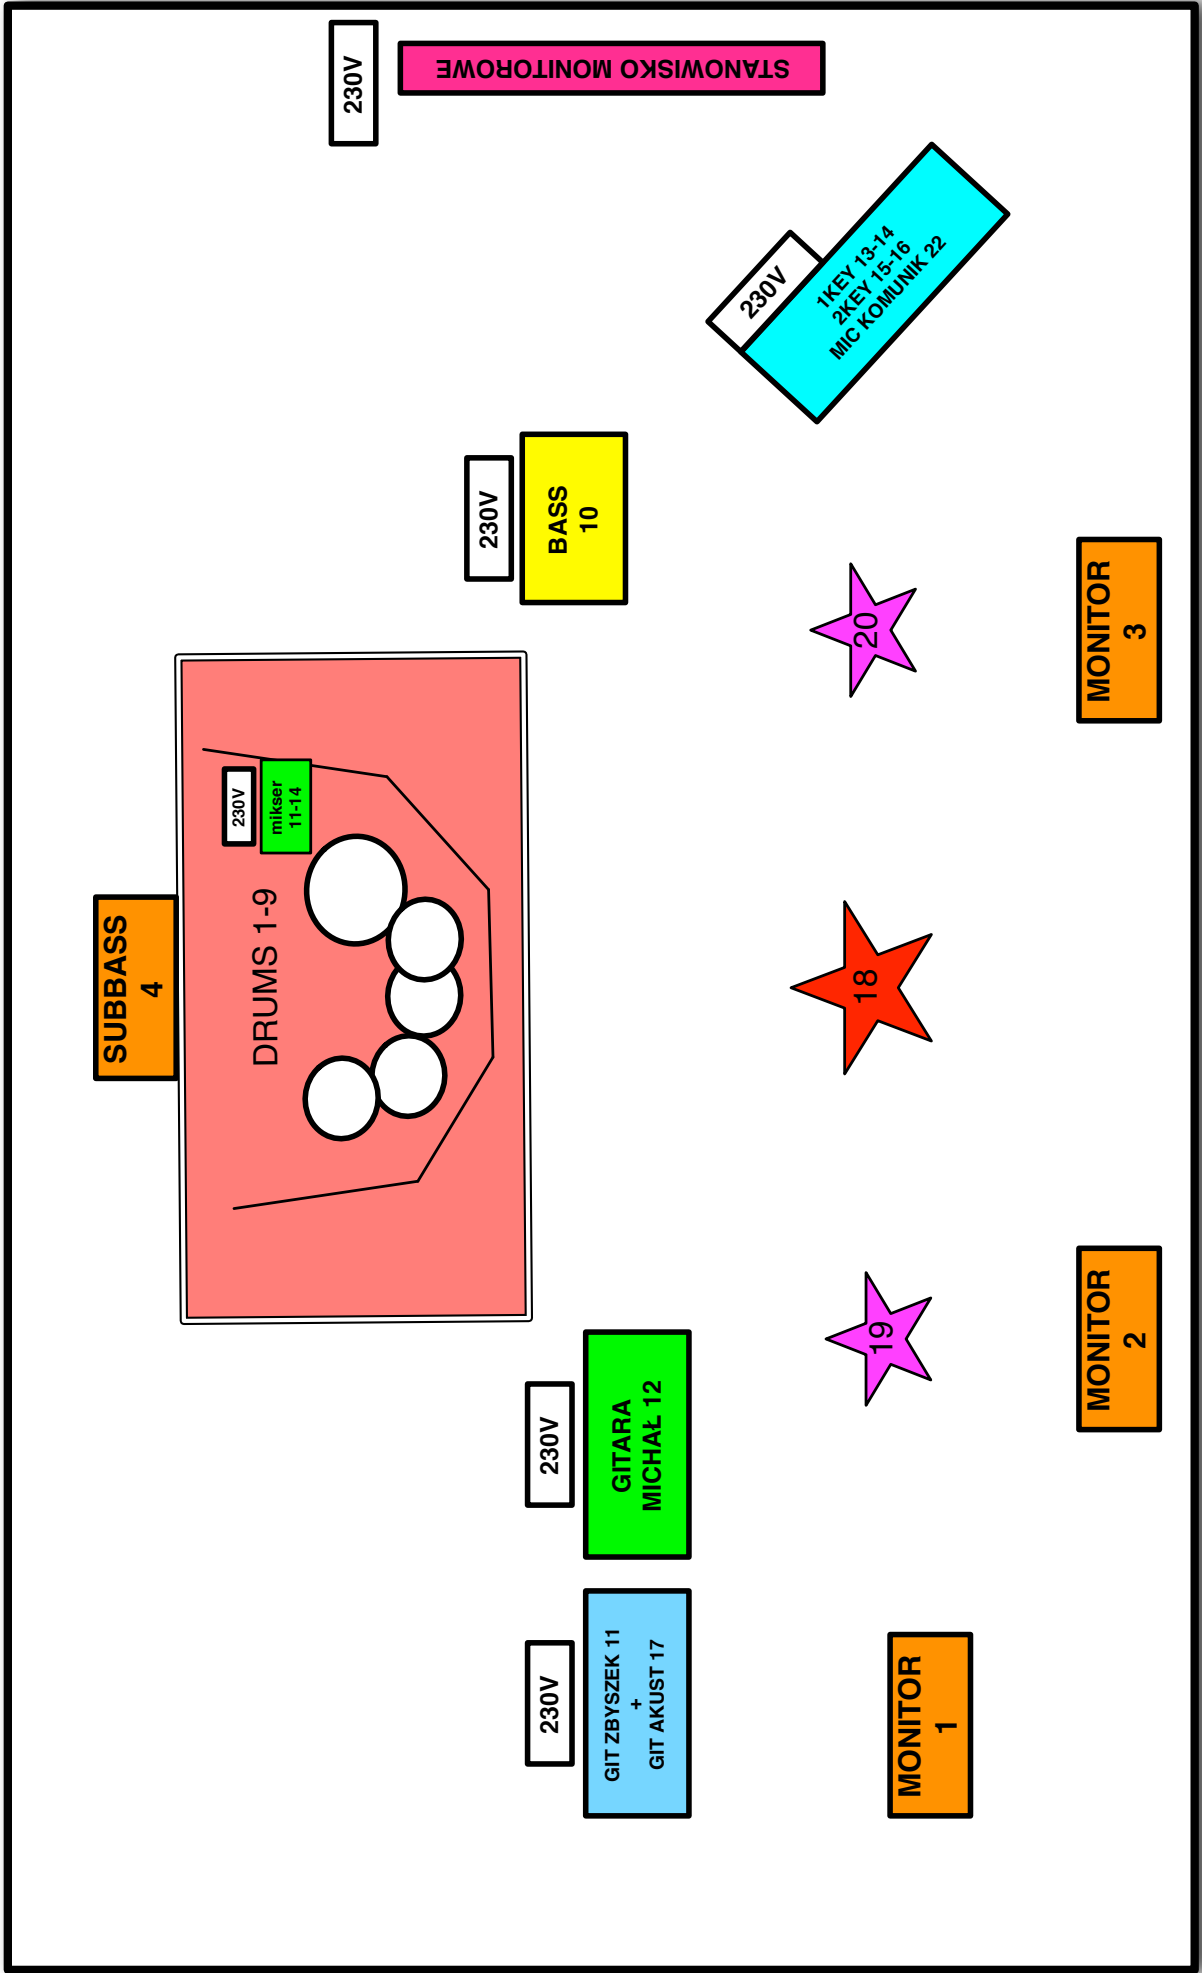 230V
STANOWISKO MONITOROWE
230V
1KEY 13-14
2KEY 15-16
MIC KOMUNIK 22
230V
BASS
10
20
MONITOR
3
230V
mikser
11-14
SUBBASS
4
DRUMS 1-9
18
19
MONITOR
2
230V
GITARA
MICHAŁ 12
230V
GIT ZBYSZEK 11
+
GIT AKUST 17
MONITOR
1